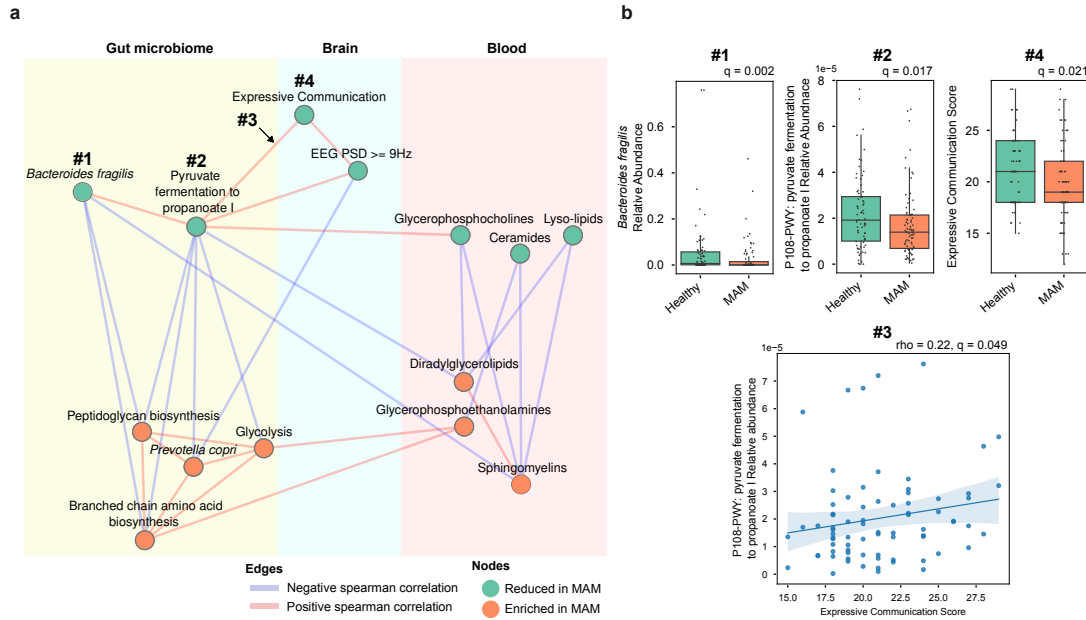 a
Gut microbiome
Brain
Blood
#4
Expressive Communication
#3
EEG PSD >= 9Hz
#1
Bacteroides fragilis
#2
Pyruvate
fermentation to
propanoate I
Glycerophosphocholines
Lyso-lipids
Ceramides
Diradylglycerolipids
Glycerophosphoethanolamines
Peptidoglycan biosynthesis
Glycolysis
Prevotella copri
Sphingomyelins
Branched chain amino acid
biosynthesis
Edges
Negative spearman correlation
Positive spearman correlation
Nodes
Reduced in MAM
Enriched in MAM
b
#1
q = 0.002
Bacteroides fragilis
Relative Abundance
0.6
0.4
0.2
0.0
Healthy
MAM
#2
1e−5
q = 0.017
P108-PWY: pyruvate fermentation
to propanoate I Relative Abundnace
8
6
4
2
0
Healthy
MAM
#4
q = 0.021
Expressive Communication Score
25
20
15
Healthy
MAM
#3
1e−5
rho = 0.22, q = 0.049
P108-PWY: pyruvate fermentation
to propanoate I Relative abundance
7
6
5
4
3
2
1
0
15.0
17.5
20.0
22.5
25.0
27.5
Expressive Communication Score